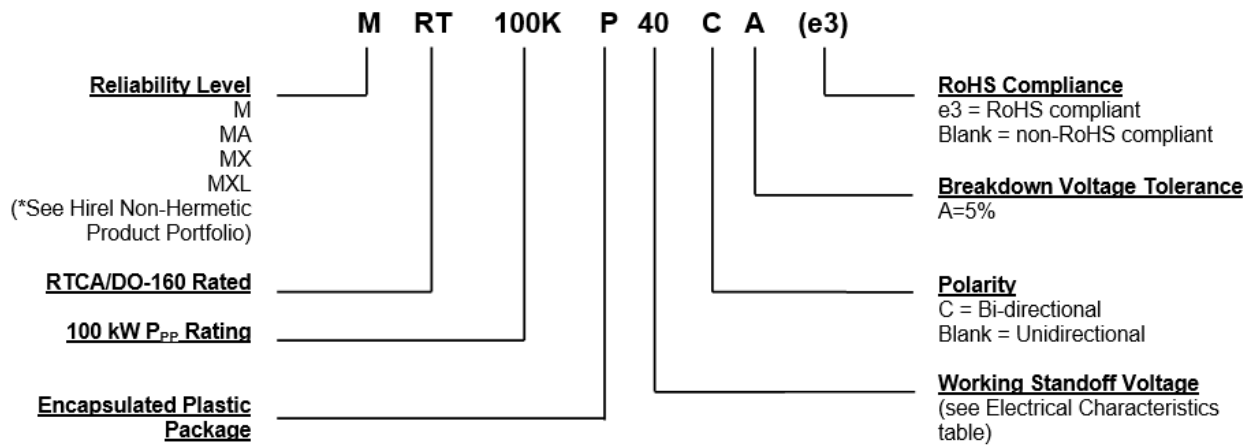 M RT 100K P 40 C A (e3)
Reliability Level
M
MA
MX
MXL
(*See Hirel Non-Hermetic
Product Portfolio)
RTCA/DO-160 Rated
100 kW PPP Rating
Encapsulated Plastic
Package
RoHS Compliance
e3 = RoHS compliant
Blank = non-RoHS compliant
Breakdown Voltage Tolerance
A=5%
Polarity
C = Bi-directional
Blank = Unidirectional
Working Standoff Voltage
(see Electrical Characteristics
table)